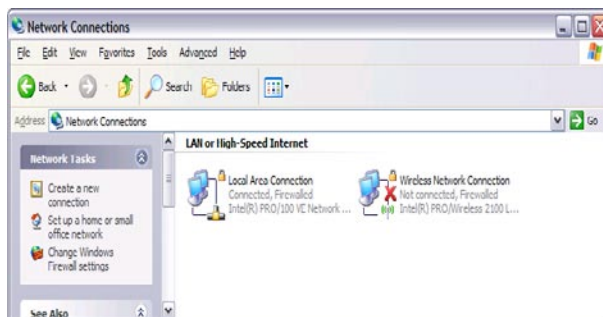 Network Connections
File Edit View Favorites Tools Advanced Help
Back Search Folders
Address Network Connections Go
Network Tasks
Create a new
connection
Set up a home or small
office network
Change Windows
Firewall settings
See Also
LAN or High-Speed Internet
Local Area Connection
Connected, Firewalled
Intel(R) PRO/100 VE Network ...
Wireless Network Connection
Not connected, Firewalled
Intel(R) PRO/Wireless 2100 L...